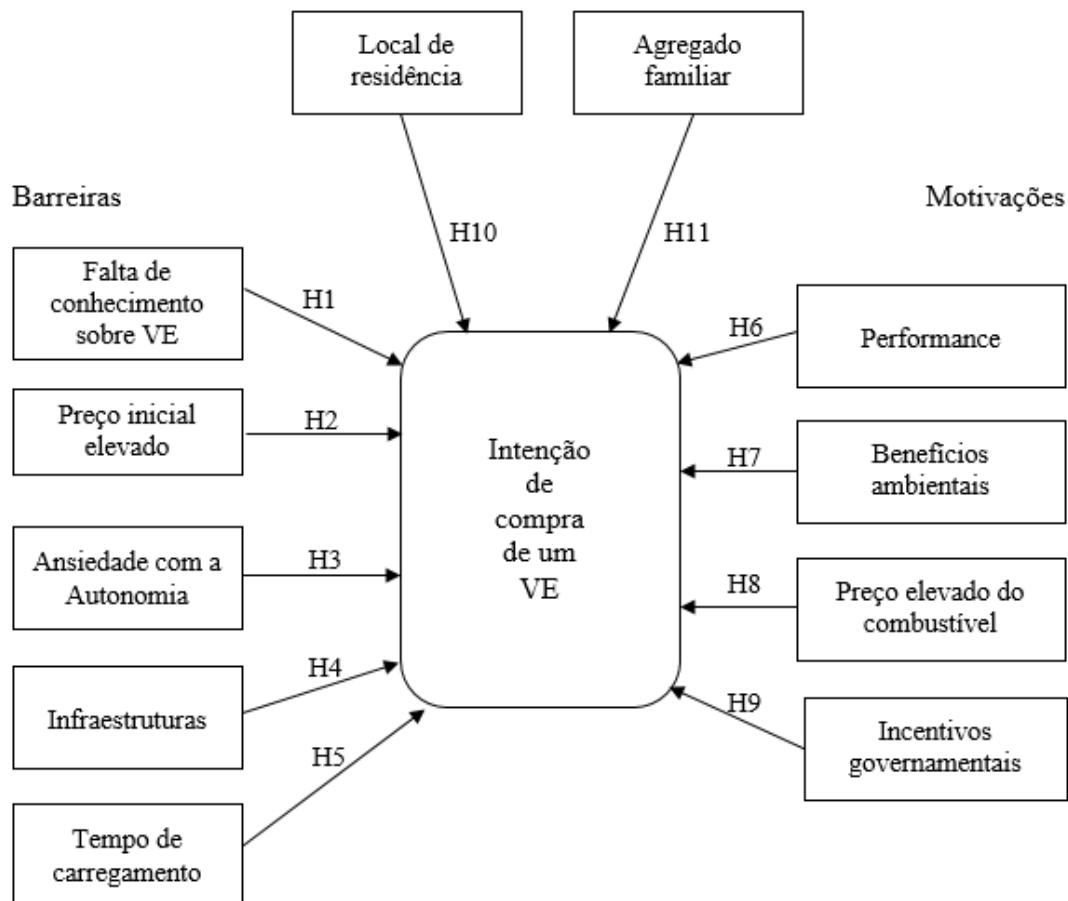 Local de
residência
Agregado
familiar
Barreiras
Motivações
H10
H11
Falta de
conhecimento
sobre VE
H1
Preço inicial
elevado
H2
Ansiedade com a
Autonomia
H3
Infraestruturas
H4
Tempo de
carregamento
H5
Intenção
de
compra
de um
VE
H6
Performance
H7
Benefícios
ambientais
H8
Preço elevado do
combustível
H9
Incentivos
governamentais